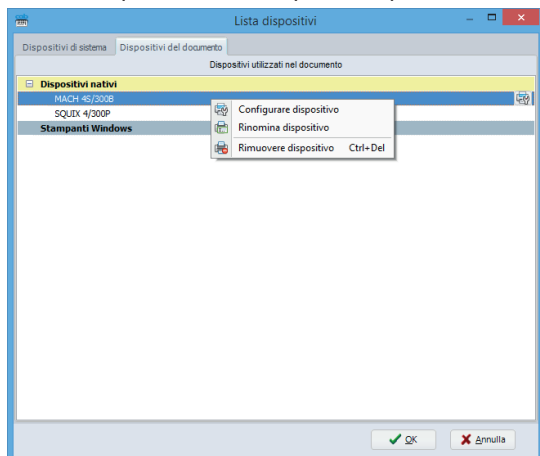 Lista dispositivi
Dispositivi di sistema Dispositivi del documento
Dispositivi utilizzati nel documento
Dispositivi nativi
MACH 4S/300B
SQUIX 4/300P
Stampanti Windows
Configurare dispositivo
Rinomina dispositivo
Rimuovere dispositivo Ctrl+Del
OK Annulla